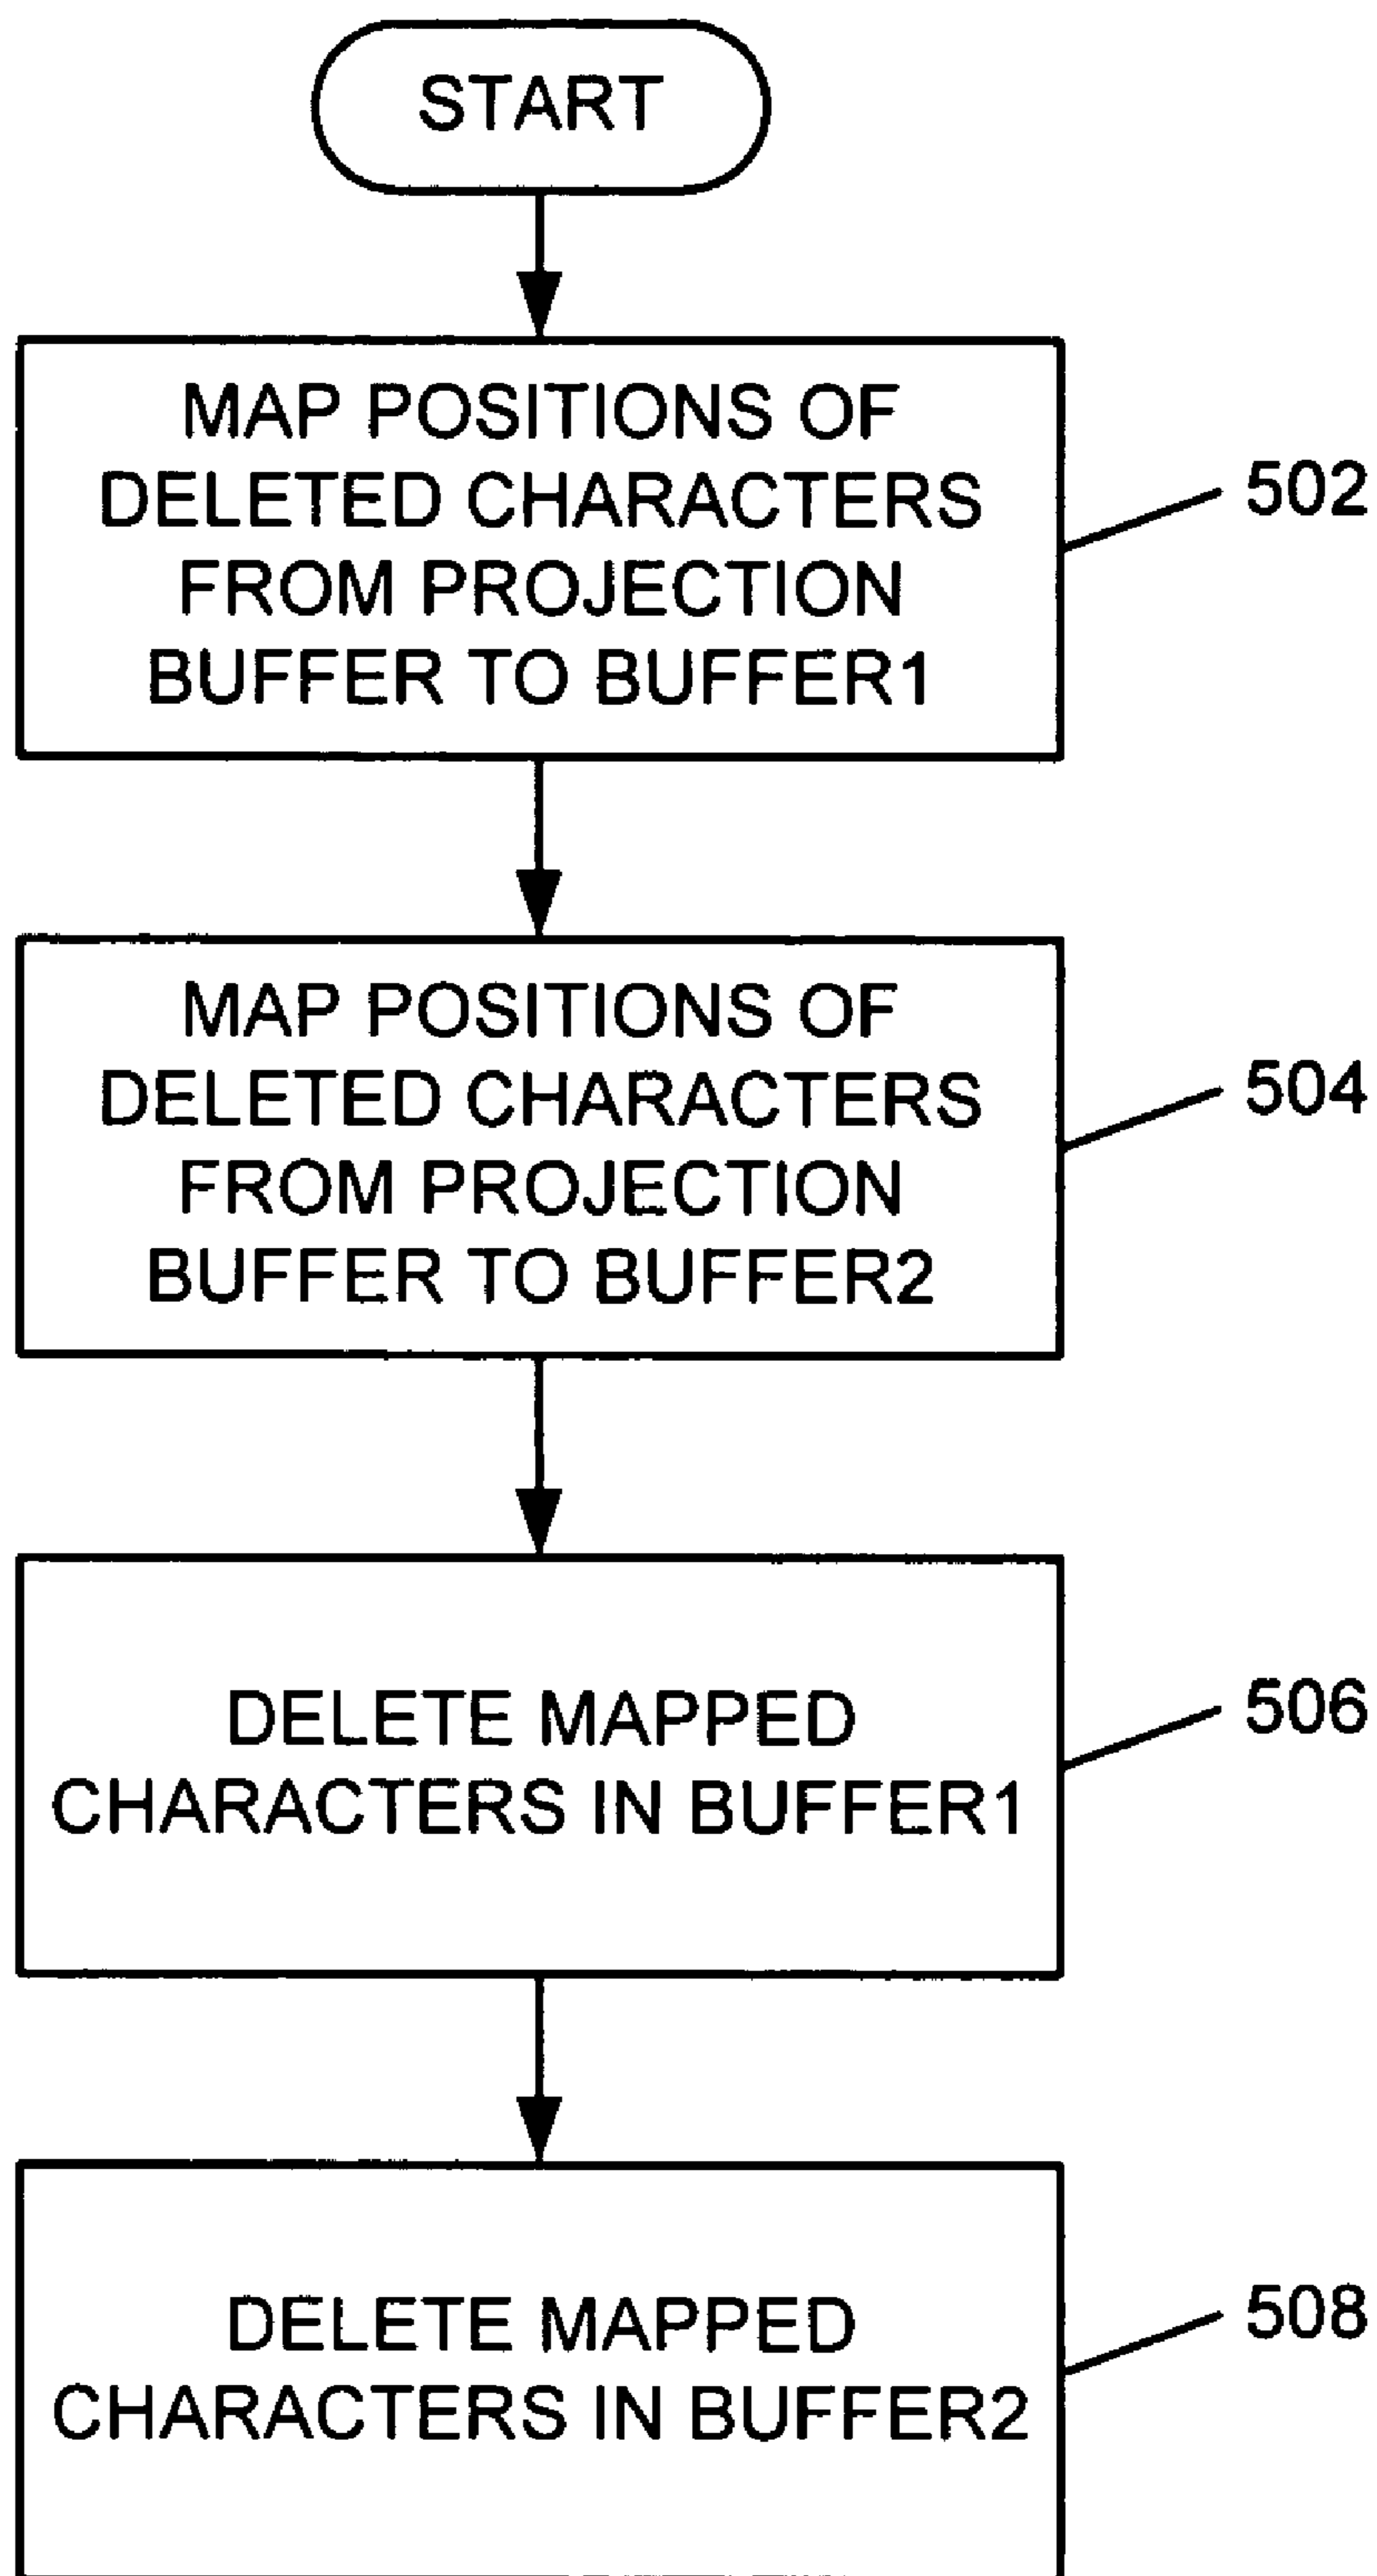 START
MAP POSITIONS OF
DELETED CHARACTERS
FROM PROJECTION
BUFFER TO BUFFER1
502
MAP POSITIONS OF
DELETED CHARACTERS
FROM PROJECTION
BUFFER TO BUFFER2
504
DELETE MAPPED
CHARACTERS IN BUFFER1
506
DELETE MAPPED
CHARACTERS IN BUFFER2
508